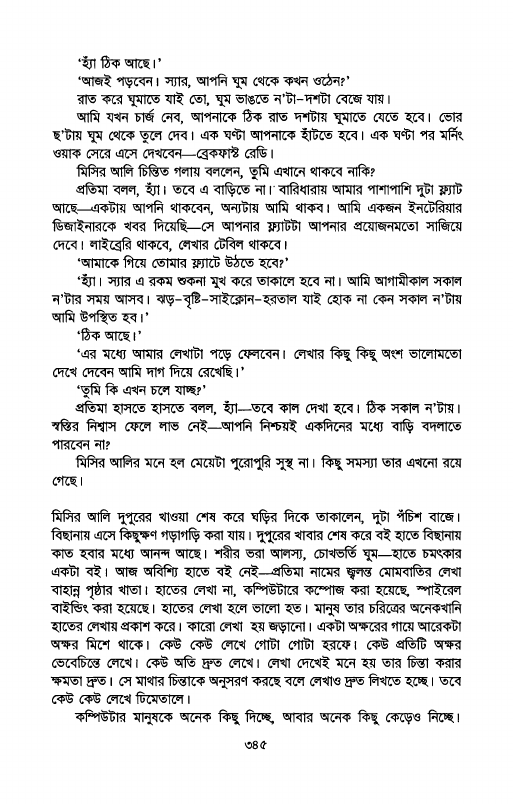 ‘হ্যাঁ ঠিক আছে।’
‘আজই পড়বেন। স্যার, আপনি ঘুম থেকে কখন ওঠেন?’
রাত করে ঘুমাতে যাই তো, ঘুম ভাঙতে ন’টা–দশটা বেজে যায়।
আমি যখন চার্জ নেব, আপনাকে ঠিক রাত দশটায় ঘুমাতে যেতে হবে। ভোর
ছ’টায় ঘুম থেকে তুলে দেব। এক ঘণ্টা আপনাকে হাঁটতে হবে। এক ঘণ্টা পর মর্নিং
ওয়াক সেরে এসে দেখবেন—ব্রেকফাস্ট রেডি।
মিসির আলি চিন্তিত গলায় বললেন, তুমি এখানে থাকবে নাকি?
প্রতিমা বলল, হ্যাঁ। তবে এ বাড়িতে না। বারিধারায় আমার পাশাপাশি দুটা ফ্ল্যাট
আছে—একটায় আপনি থাকবেন, অন্যটায় আমি থাকব। আমি একজন ইনটেরিয়ার
ডিজাইনারকে খবর দিয়েছি—সে আপনার ফ্ল্যাটটা আপনার প্রয়োজনমতো সাজিয়ে
দেবে। লাইব্রেরি থাকবে, লেখার টেবিল থাকবে।
‘আমাকে গিয়ে তোমার ফ্ল্যাটে উঠতে হবে?’
‘হ্যাঁ। স্যার এ রকম শুকনা মুখ করে তাকালে হবে না। আমি আগামীকাল সকাল
ন’টার সময় আসব। ঝড়–বৃষ্টি–সাইক্লোন–হরতাল যাই হোক না কেন সকাল ন’টায়
আমি উপস্থিত হব।’
‘ঠিক আছে।’
‘এর মধ্যে আমার লেখাটা পড়ে ফেলবেন। লেখার কিছু কিছু অংশ ভালোমতো
দেখে দেবেন আমি দাগ দিয়ে রেখেছি।’
‘তুমি কি এখন চলে যাচ্ছ?’
প্রতিমা হাসতে হাসতে বলল, হ্যাঁ—তবে কাল দেখা হবে। ঠিক সকাল ন’টায়।
স্বস্তির নিশ্বাস ফেলে লাভ নেই—আপনি নিশ্চয়ই একদিনের মধ্যে বাড়ি বদলাতে
পারবেন না?
মিসির আলির মনে হল মেয়েটা পুরোপুরি সুস্থ না। কিছু সমস্যা তার এখনো রয়ে
গেছে।
মিসির আলি দুপুরের খাওয়া শেষ করে ঘড়ির দিকে তাকালেন, দুটা পঁচিশ বাজে।
বিছানায় এসে কিছুক্ষণ গড়াগড়ি করা যায়। দুপুরের খাবার শেষ করে বই হাতে বিছানায়
কাত হবার মধ্যে আনন্দ আছে। শরীর ভরা আলস্য, চোখভর্তি ঘুম—হাতে চমৎকার
একটা বই। আজ অবিশ্যি হাতে বই নেই—প্রতিমা নামের জ্বলন্ত মোমবাতির লেখা
বাহান্ন পৃষ্ঠার খাতা। হাতের লেখা না, কম্পিউটারে কম্পোজ করা হয়েছে, স্পাইরেল
বাইন্ডিং করা হয়েছে। হাতের লেখা হলে ভালো হত। মানুষ তার চরিত্রের অনেকখানি
হাতের লেখায় প্রকাশ করে। কারো লেখা হয় জড়ানো। একটা অক্ষরের গায়ে আরেকটা
অক্ষর মিশে থাকে। কেউ কেউ লেখে গোটা গোটা হরফে। কেউ প্রতিটি অক্ষর
ভেবেচিন্তে লেখে। কেউ অতি দ্রুত লেখে। লেখা দেখেই মনে হয় তার চিন্তা করার
ক্ষমতা দ্রুত। সে মাথার চিন্তাকে অনুসরণ করছে বলে লেখাও দ্রুত লিখতে হচ্ছে। তবে
কেউ কেউ লেখে ঢিমেতালে।
কম্পিউটার মানুষকে অনেক কিছু দিচ্ছে, আবার অনেক কিছু কেড়েও নিচ্ছে।
৩৪৫